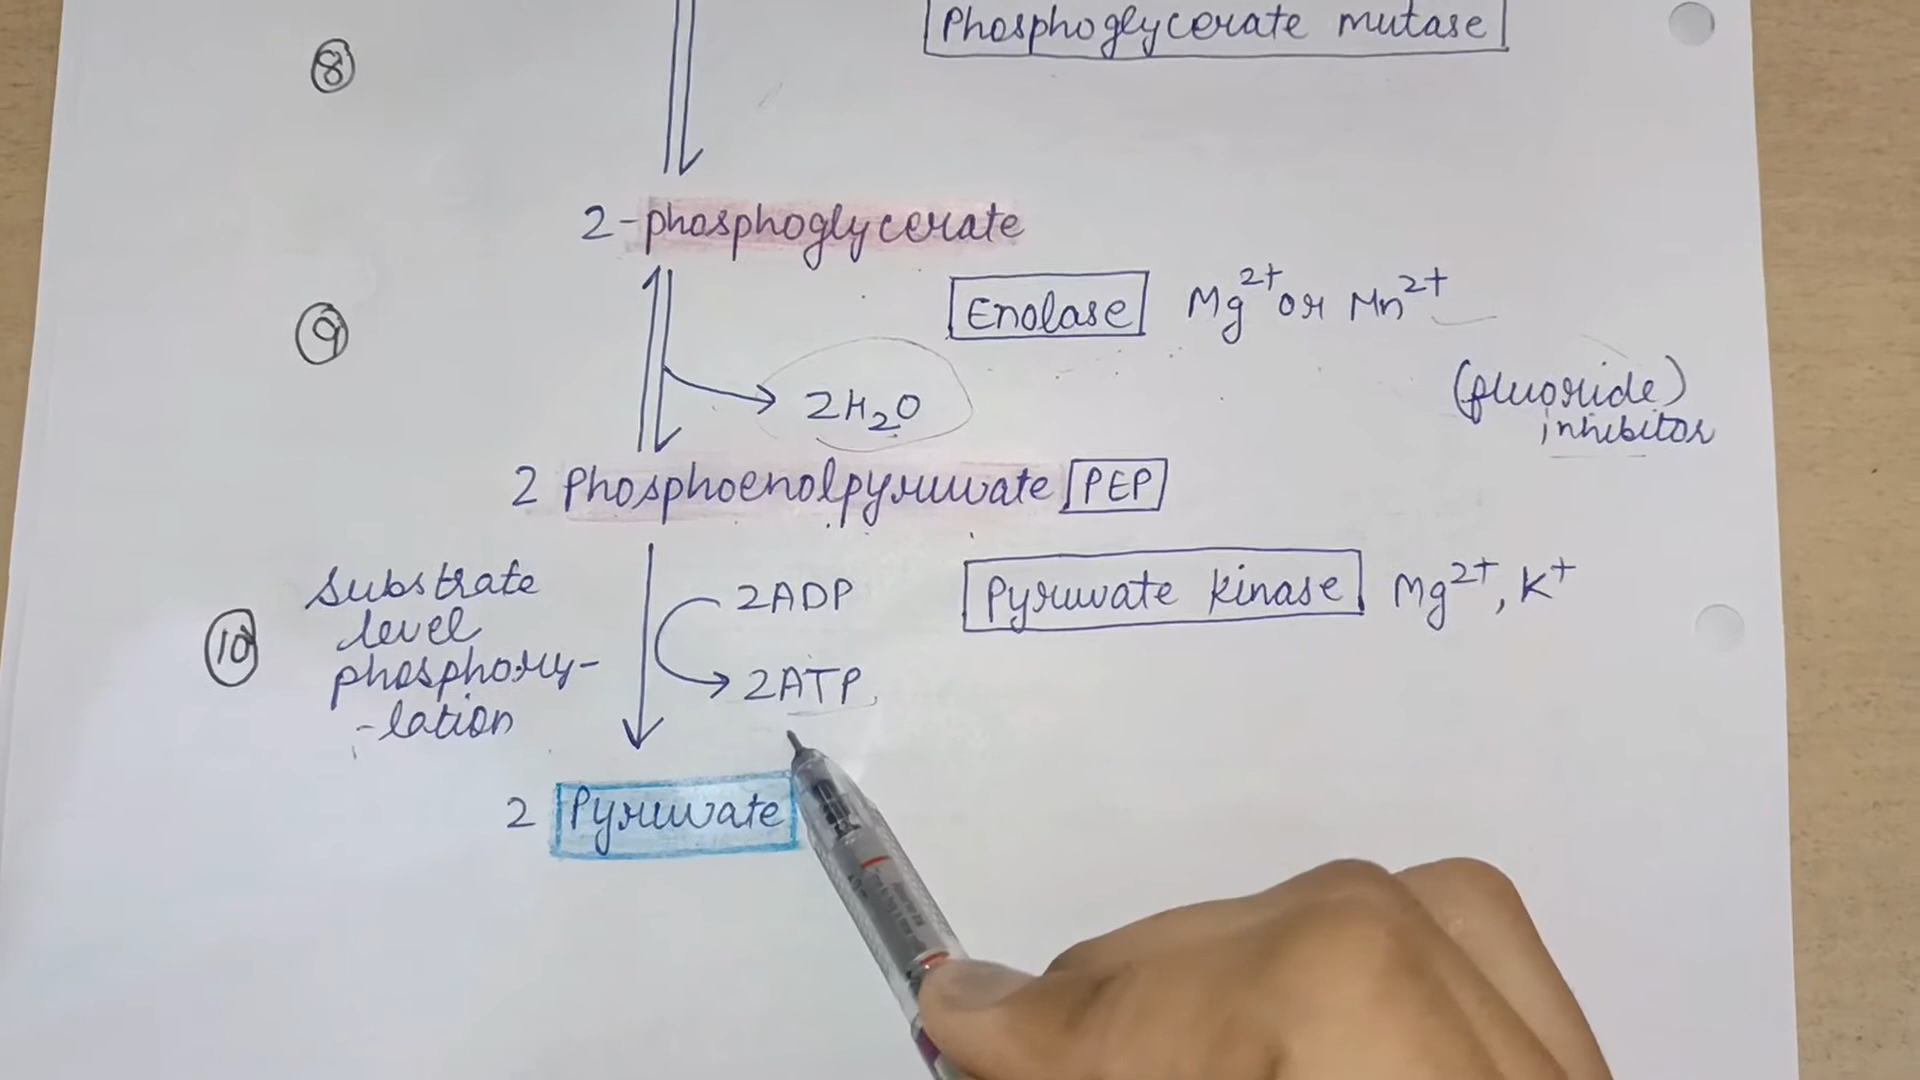 Phosphoglycerate mutase
8
2-phosphoglycerate
Enolase Mg2+ or Mn2+
9
2H2O
(fluoride)
inhibitor
2 Phosphoenolpyruvate PEP
Substrate
level
phosphory-
-lation
10
2ADP
2ATP
Pyruvate kinase Mg2+, K+
2 Pyruvate